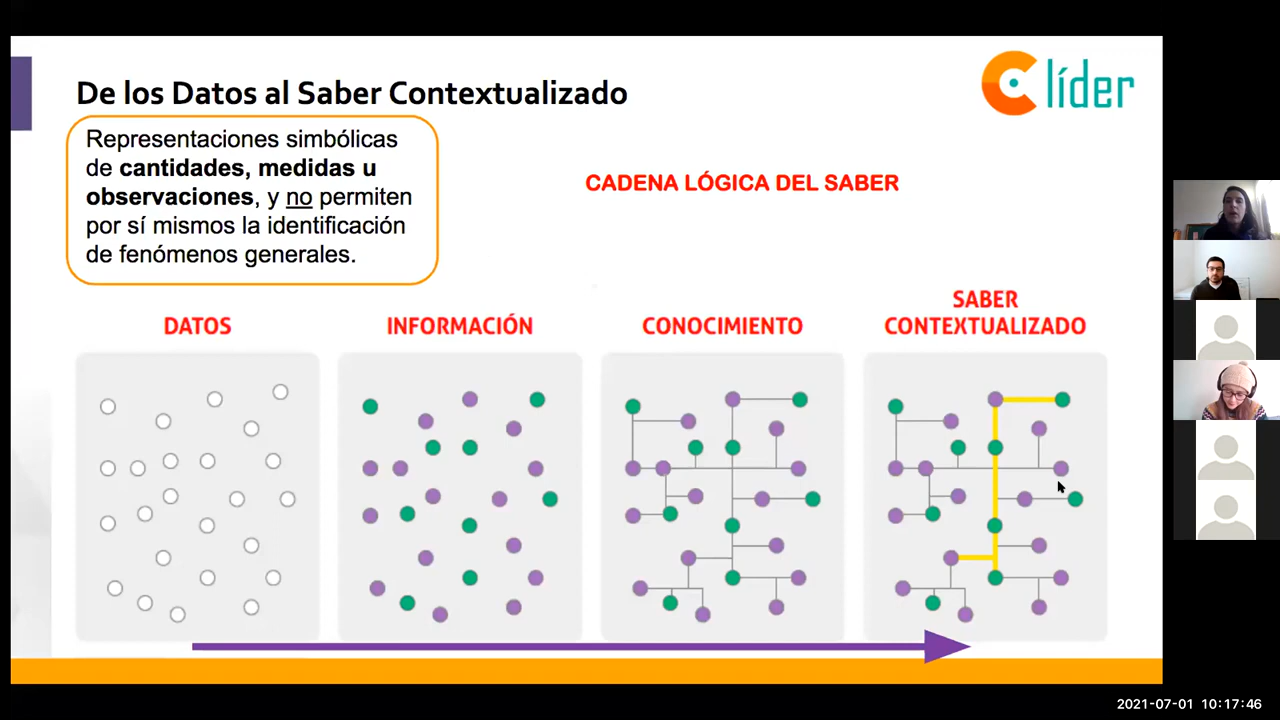 De los Datos al Saber Contextualizado
líder
Representaciones simbólicas
de cantidades, medidas u
observaciones, y no permiten
por sí mismos la identificación
de fenómenos generales.
CADENA LÓGICA DEL SABER
DATOS
INFORMACIÓN
CONOCIMIENTO
SABER
CONTEXTUALIZADO
2021-07-01 10:17:46